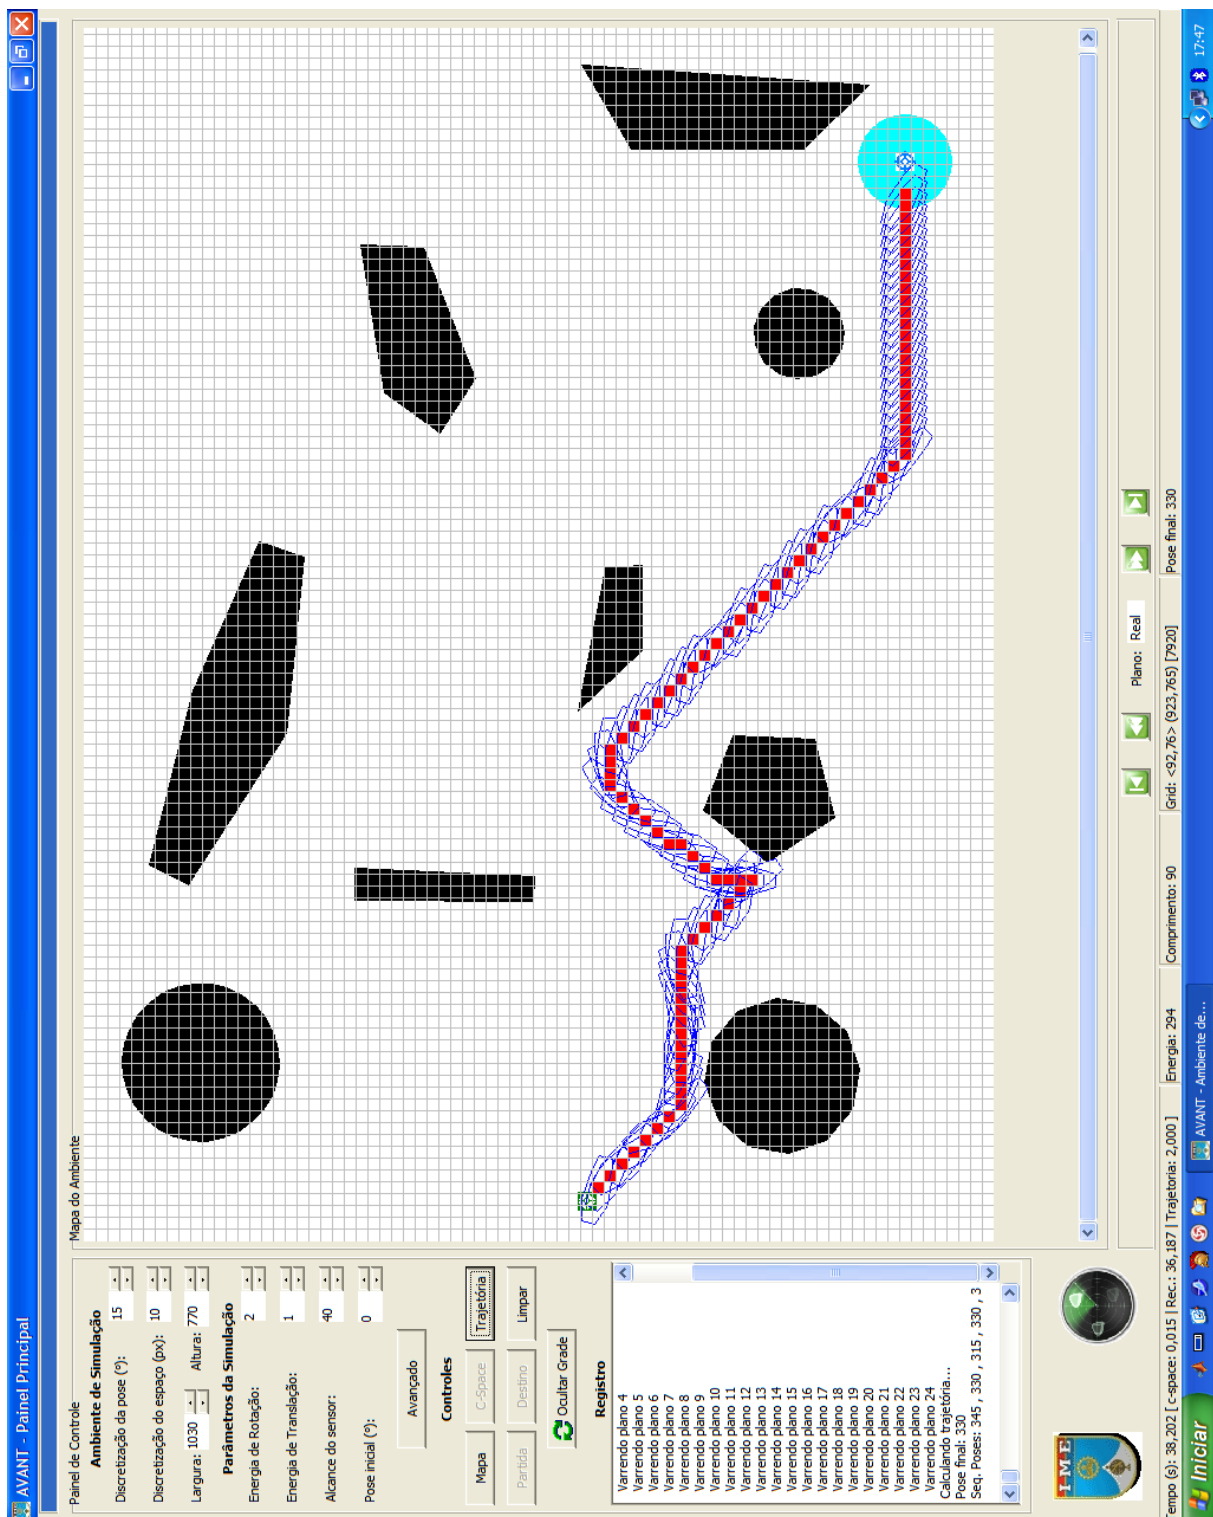 AVANT - Painel Principal
Painel de Controle
Ambiente de Simulação
Discretização da pose (°): 15
Discretização do espaço (px): 10
Largura: 1030 Altura: 770
Parâmetros da Simulação
Energia de Rotação: 2
Energia de Translação: 1
Alcance do sensor: 40
Pose inicial (°): 0
Avançado
Controles
Mapa C-Space Trajetória
Partida Destino Limpar
Ocultar Grade
Registro
Varrendo plano 4
Varrendo plano 5
Varrendo plano 6
Varrendo plano 7
Varrendo plano 8
Varrendo plano 9
Varrendo plano 10
Varrendo plano 11
Varrendo plano 12
Varrendo plano 13
Varrendo plano 14
Varrendo plano 15
Varrendo plano 16
Varrendo plano 17
Varrendo plano 18
Varrendo plano 19
Varrendo plano 20
Varrendo plano 21
Varrendo plano 22
Varrendo plano 23
Varrendo plano 24
Calculando trajetória...
Pose final: 330
Seq. Poses: 345 , 330 , 315 , 330 , 3
I M E
Mapa do Ambiente
Plano: Real
Tempo (s): 38,202 [ c-space: 0,015 | Rec.: 36,187 | Trajetoria: 2,000 ]
Energia: 294
Comprimento: 90
Grid: <92,76> (923,765) [7920]
Pose final: 330
Iniciar
AVANT - Ambiente de...
17:47